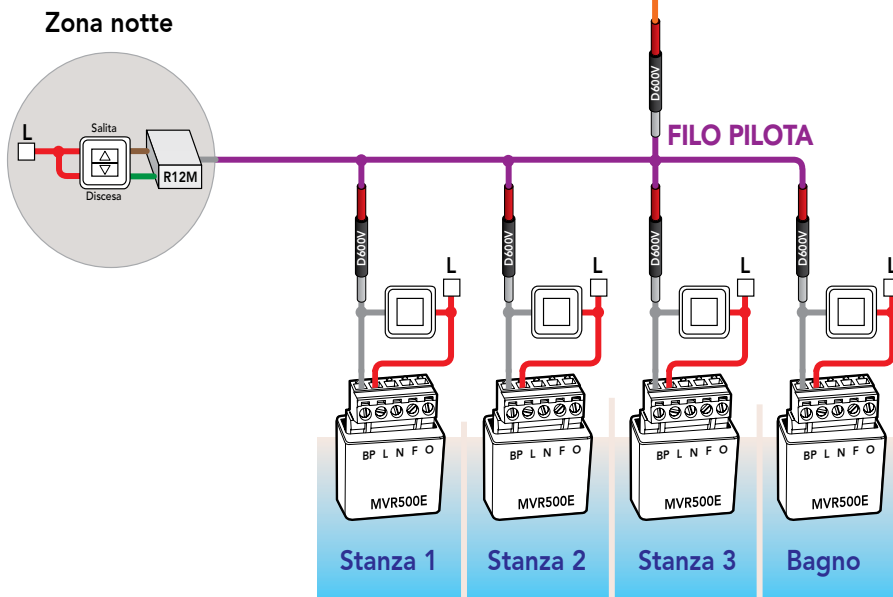 Zona notte
D600V
FILO PILOTA
L
Salita
R12M
Discesa
D600V
D600V
D600V
D600V
L
L
L
L
BP L N F O
BP L N F O
BP L N F O
BP L N F O
MVR500E
MVR500E
MVR500E
MVR500E
Stanza 1
Stanza 2
Stanza 3
Bagno